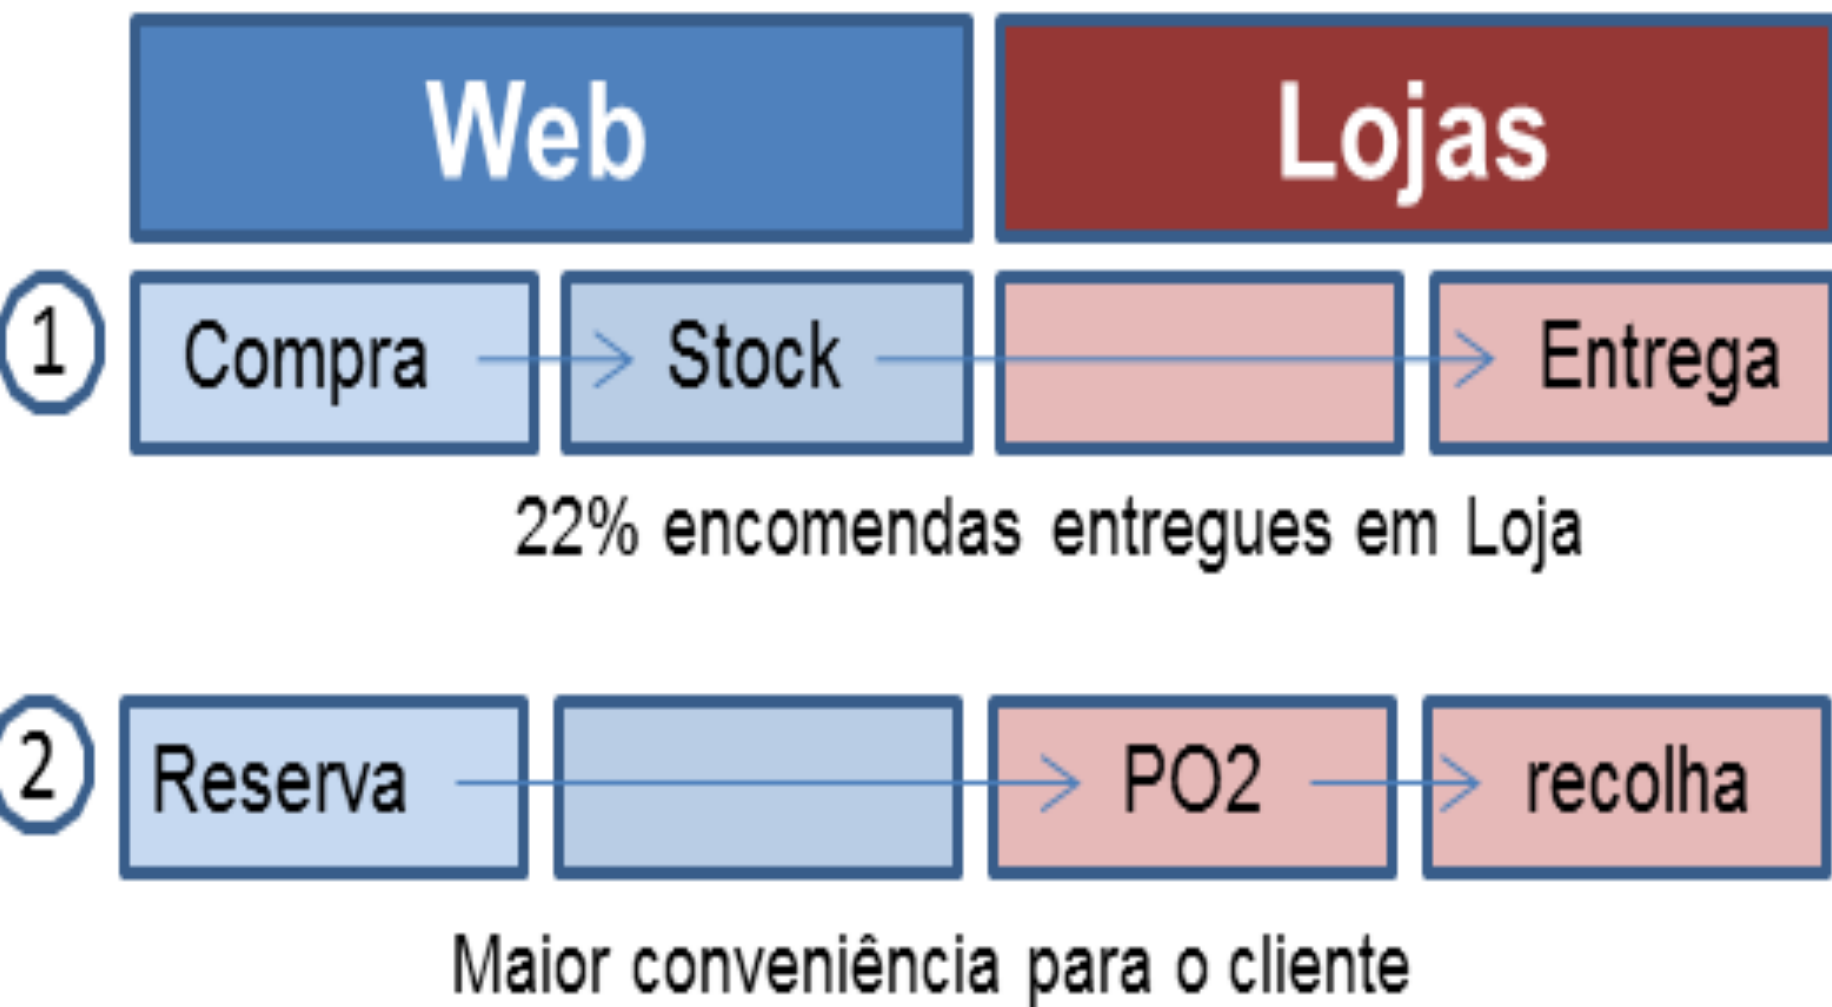 Web Lojas
1 Compra Stock Entrega
22% encomendas entregues em Loja
2 Reserva PO2 recolha
Maior conveniência para o cliente